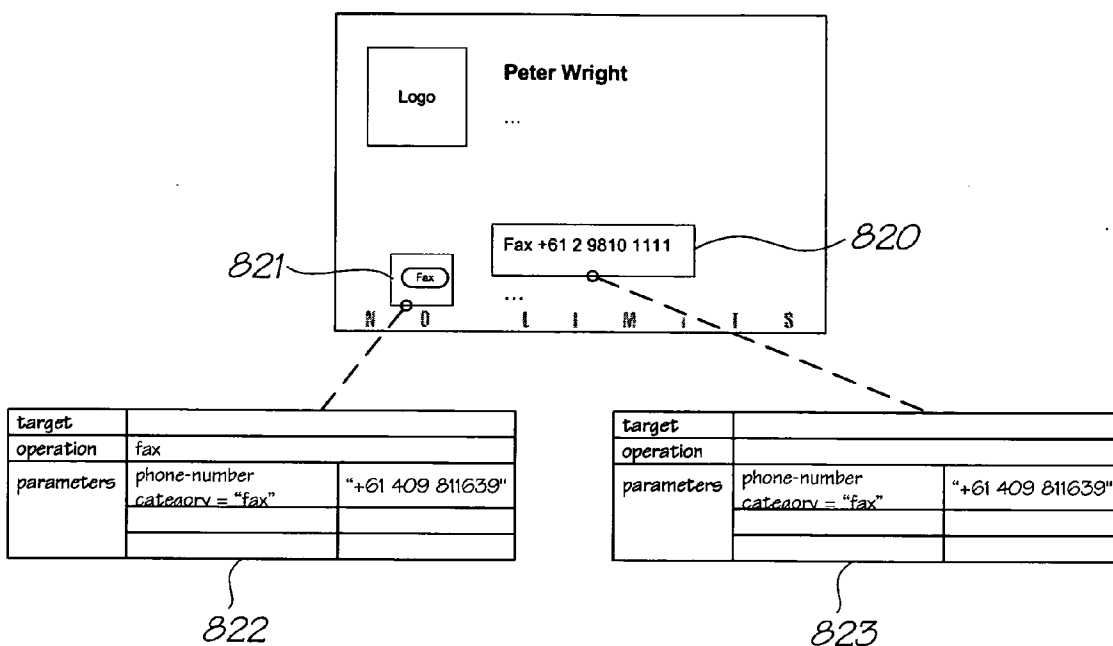 Logo
Peter Wright
...
Fax +61 2 9810 1111
820
821
Fax
...
N O L I M I T S
target
operation fax
parameters phone-number category = "fax" "+61 409 811639"
822
target
operation
parameters phone-number category = "fax" "+61 409 811639"
823